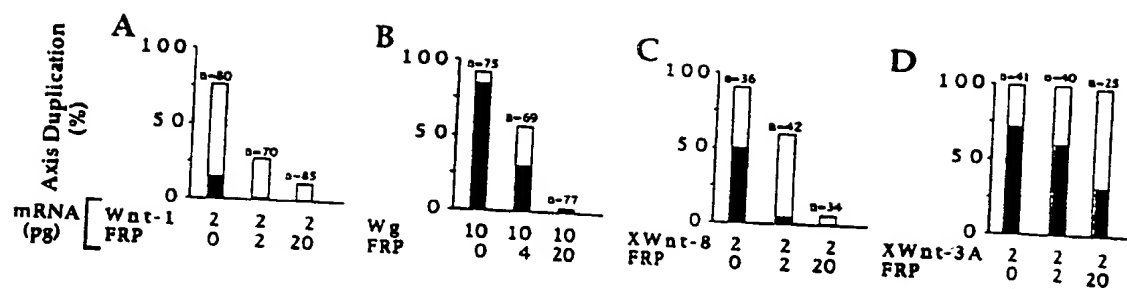 A
B
C
D
Axis Duplication
(%)
100
50
0
n=80
n=70
n=85
mRNA
(pg)
Wnt-1 2 2 2
FRP 0 2 20
100
50
0
n=75
n=69
n=77
Wg 10 10 10
FRP 0 4 20
100
50
0
n=36
n=42
n=34
XWnt-8 2 2 2
FRP 0 2 20
100
50
0
n=41
n=40
n=25
XWnt-3A 2 2 2
FRP 0 2 20